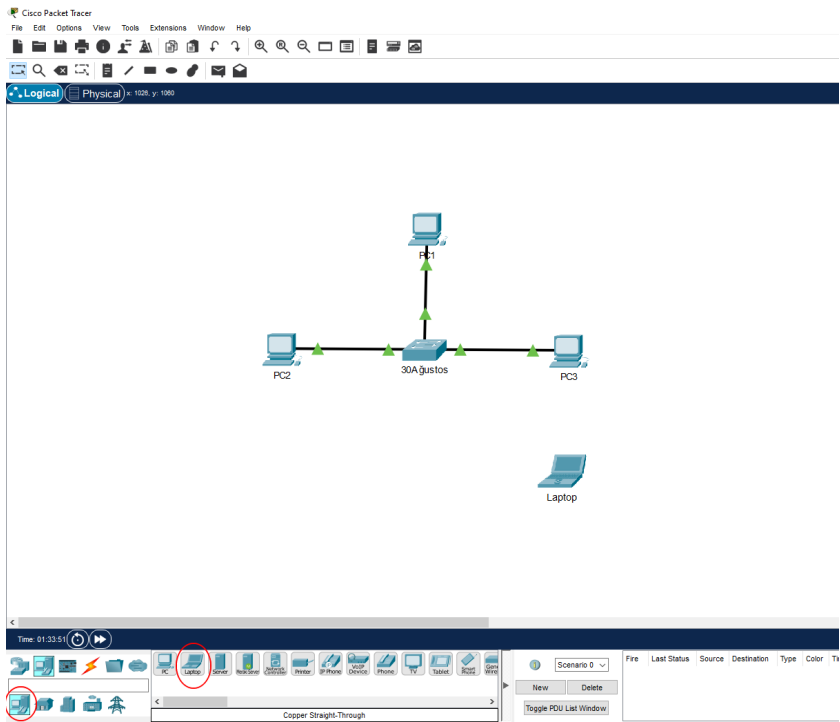 Cisco Packet Tracer
File Edit Options View Tools Extensions Window Help
Logical Physical x: 1026, y: 1060
PC1
30Ağustos
PC2
PC3
Laptop
Time: 01:33:51
PC Laptop Server Printer IP Phone VoIP Device Phone TV Tablet Smart Phone
Copper Straight-Through
Scenario 0
New Delete
Toggle PDU List Window
Fire Last Status Source Destination Type Color